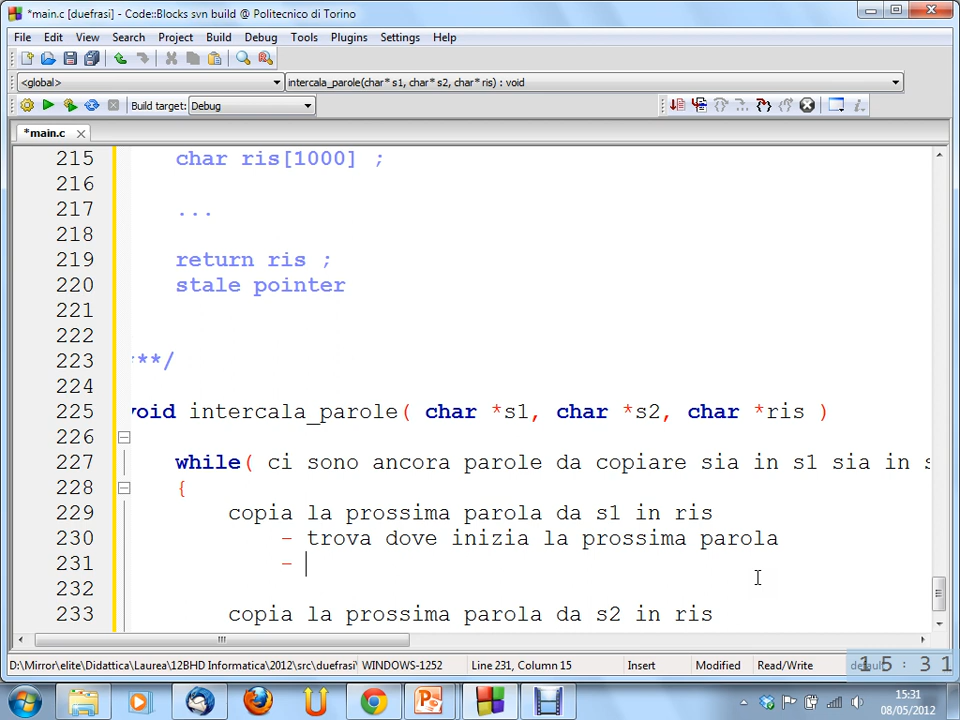 *main.c [duefrasi] - Code::Blocks svn build @ Politecnico di Torino
File Edit View Search Project Build Debug Tools Plugins Settings Help
<global> intercala_parole(char* s1, char* s2, char* ris) : void
Build target: Debug
*main.c
215 char ris[1000] ;
216
217 ...
218
219 return ris ;
220 stale pointer
221
222
223 **/
224
225 void intercala_parole( char *s1, char *s2, char *ris )
226
227 while( ci sono ancora parole da copiare sia in s1 sia in s
228 {
229 copia la prossima parola da s1 in ris
230 - trova dove inizia la prossima parola
231 -
232
233 copia la prossima parola da s2 in ris
D:\Mirror\elite\Didattica\Laurea\12BHD Informatica\2012\src\duefrasi\ WINDOWS-1252 Line 231, Column 15 Insert Modified Read/Write default
15:31
15:31
08/05/2012